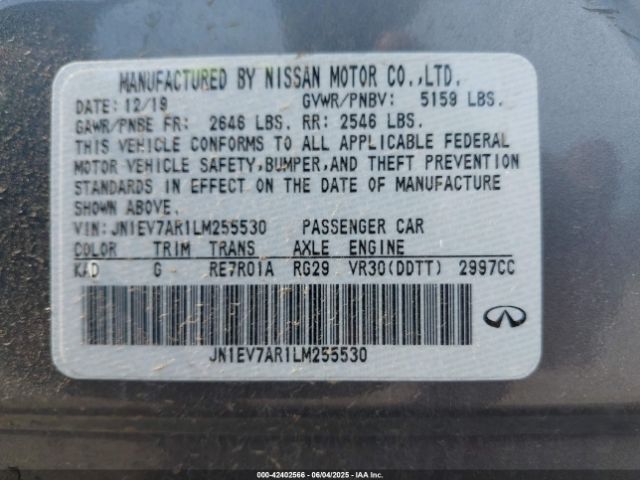 MANUFACTURED BY NISSAN MOTOR CO.,LTD.
DATE: 12/19 GVWR/PNBV: 5159 LBS.
GAWR/PNBE FR: 2646 LBS. RR: 2546 LBS.
THIS VEHICLE CONFORMS TO ALL APPLICABLE FEDERAL
MOTOR VEHICLE SAFETY,BUMPER,AND THEFT PREVENTION
STANDARDS IN EFFECT ON THE DATE OF MANUFACTURE
SHOWN ABOVE.
VIN:JN1EV7AR1LM255530 PASSENGER CAR
COLOR TRIM TRANS AXLE ENGINE
KAD G RE7R01A RG29 VR30(DDTT) 2997CC
JN1EV7AR1LM255530
000-42402566 - 06/04/2025 - IAA Inc.